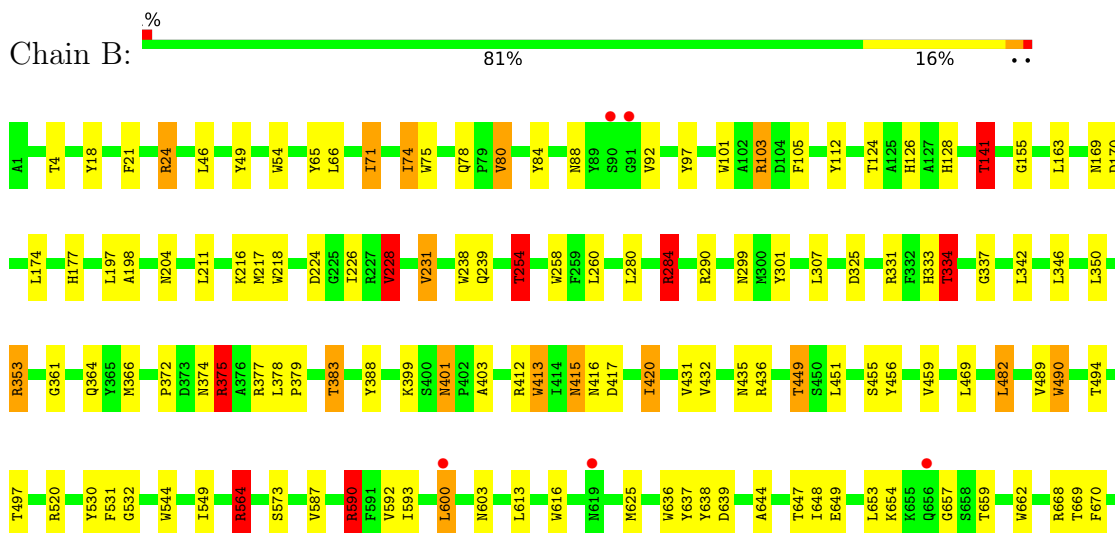 %
Chain B:
81% 16% • •
A1 T4 Y18 F21 R24 L46 Y49 W54 Y65 L66 I71 I74 W75 Q78 P79 V80 Y84 N88 Y89 S90 G91 V92 Y97 W101 A102 R103 D104 F105 Y112 T124 A125 H126 A127 H128 T141 G155 L163 N169 D170
L174 H177 L197 A198 N204 L211 K216 M217 W218 D224 G225 I226 R227 V228 V231 W238 Q239 T254 W258 F259 L260 L280 R284 R290 N299 M300 Y301 L307 D325 R331 F332 H333 T334 G337 L342 L346 L350
R353 G361 Q364 Y365 M366 P372 D373 N374 R375 A376 R377 L378 P379 T383 Y388 K399 S400 N401 P402 A403 R412 W413 I414 N415 N416 D417 I420 V431 V432 N435 R436 T449 S450 L451 S455 Y456 V459 L469 L482 V489 W490 T494
T497 R520 Y530 F531 G532 W544 I549 R564 S573 V587 R590 F591 V592 I593 L600 N603 L613 W616 N619 M625 W636 Y637 Y638 D639 A644 T647 I648 E649 L653 K654 K655 Q656 G657 S658 T659 W662 R668 T669 F670